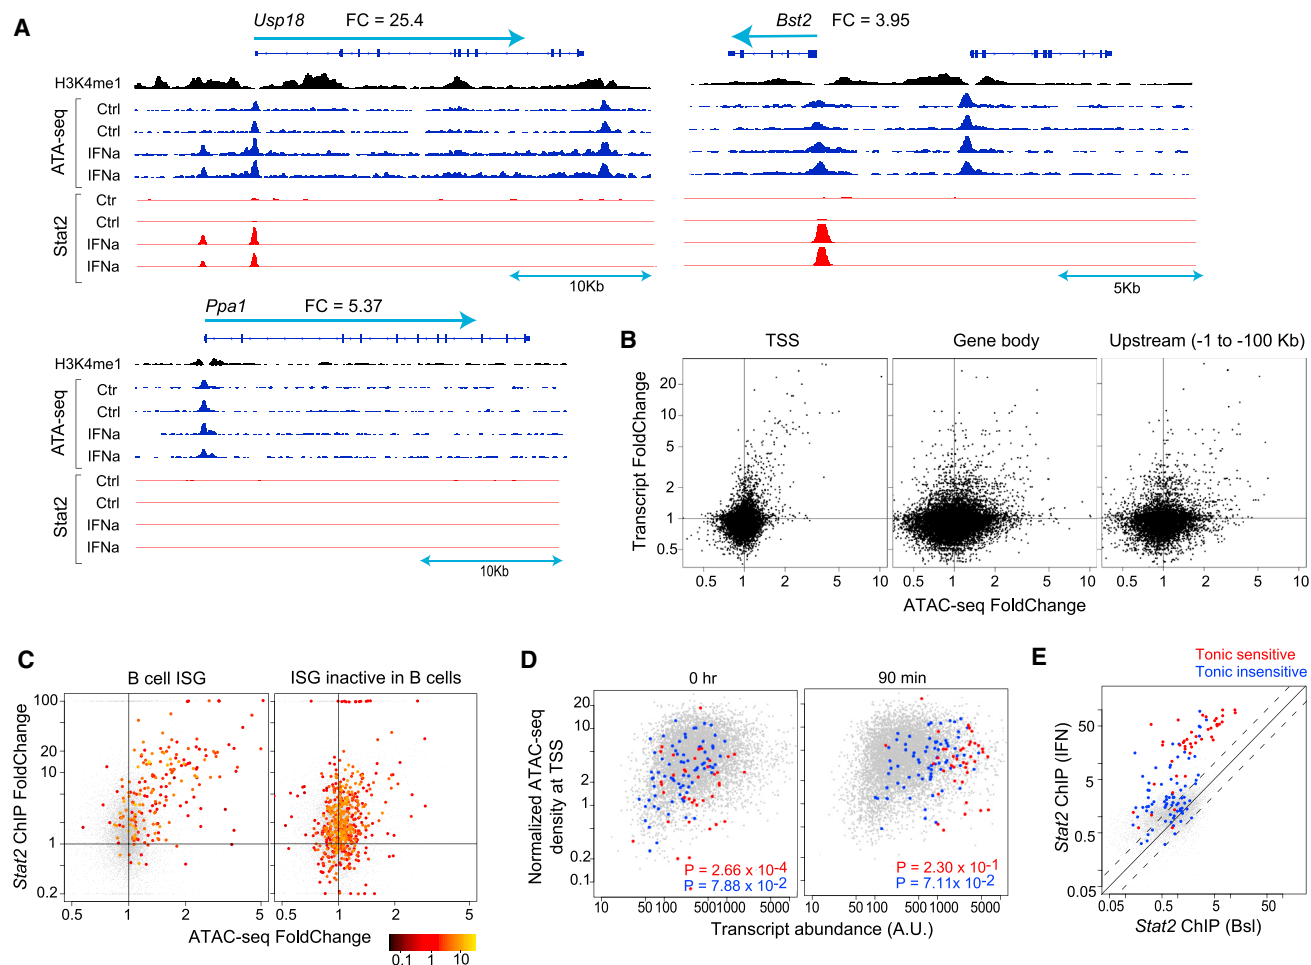 A
Usp18 FC = 25.4
Bst2 FC = 3.95
H3K4me1
ATA-seq
Ctrl
Ctrl
IFNa
IFNa
Stat2
Ctr
Ctrl
IFNa
IFNa
10Kb
5Kb
Ppa1 FC = 5.37
H3K4me1
ATA-seq
Ctr
Ctrl
IFNa
IFNa
Stat2
Ctrl
Ctrl
IFNa
IFNa
10Kb
B
TSS Gene body Upstream (-1 to -100 Kb)
Transcript FoldChange
20
10
5
2
1
0.5
0.5 1 2 5 10 0.5 1 2 5 10 0.5 1 2 5 10
ATAC-seq FoldChange
C
B cell ISG ISG inactive in B cells
Stat2 ChIP FoldChange
100
20
10
1
0.2
0.5 1 2 5 0.5 1 2 5
ATAC-seq FoldChange
0.1 1 10
D
0 hr 90 min
Normalized ATAC-seq
density at TSS
20
10
5
2
1
0.2
0.1
P = 2.66 x 10-4
P = 7.88 x 10-2
P = 2.30 x 10-1
P = 7.11x 10-2
10 50 100 500 1000 5000 10 50 100 500 1000 5000
Transcript abundance (A.U.)
E
Tonic sensitive
Tonic insensitive
Stat2 ChIP (IFN)
50
5
0.5
0.05
0.05 0.5 5 50
Stat2 ChIP (Bsl)